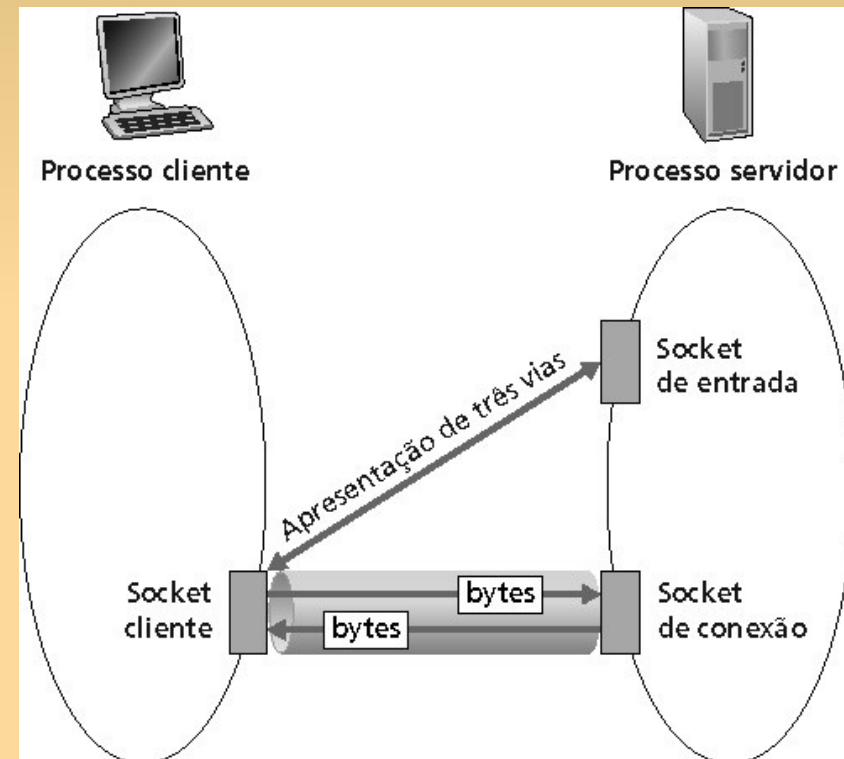 Processo cliente
Processo servidor
Socket
de entrada
Apresentação de três vias
Socket
cliente
bytes
bytes
Socket
de conexão